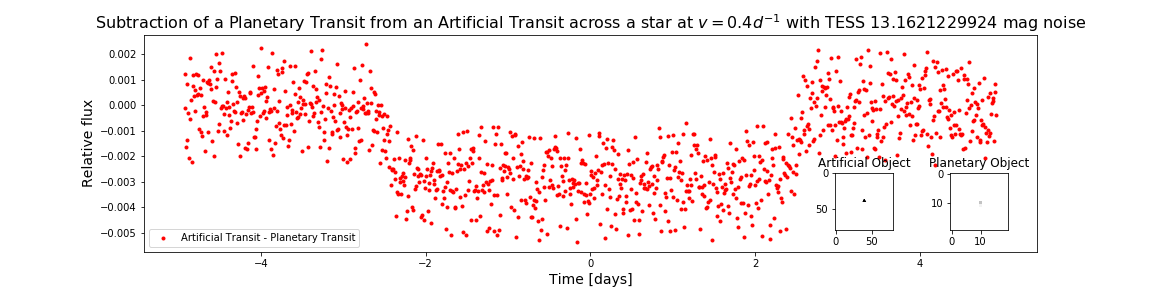 Subtraction of a Planetary Transit from an Artificial Transit across a star at v = 0.4d⁻¹ with TESS 13.1621229924 mag noise
Relative flux
0.002
0.001
0.000
−0.001
−0.002
−0.003
−0.004
−0.005
Artificial Transit - Planetary Transit
Artificial Object
0
50
0 50
Planetary Object
0
10
0 10
−4 −2 0 2 4
Time [days]